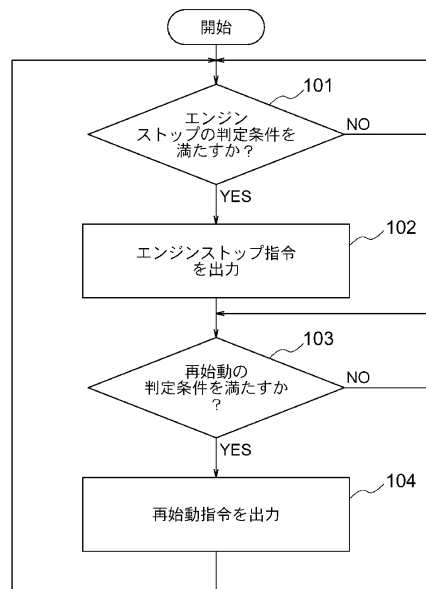 開始
101
エンジン
ストップの判定条件を
満たすか?
NO
YES
102
エンジンストップ指令
を出力
103
再始動の
判定条件を満たすか
?
NO
YES
104
再始動指令を出力